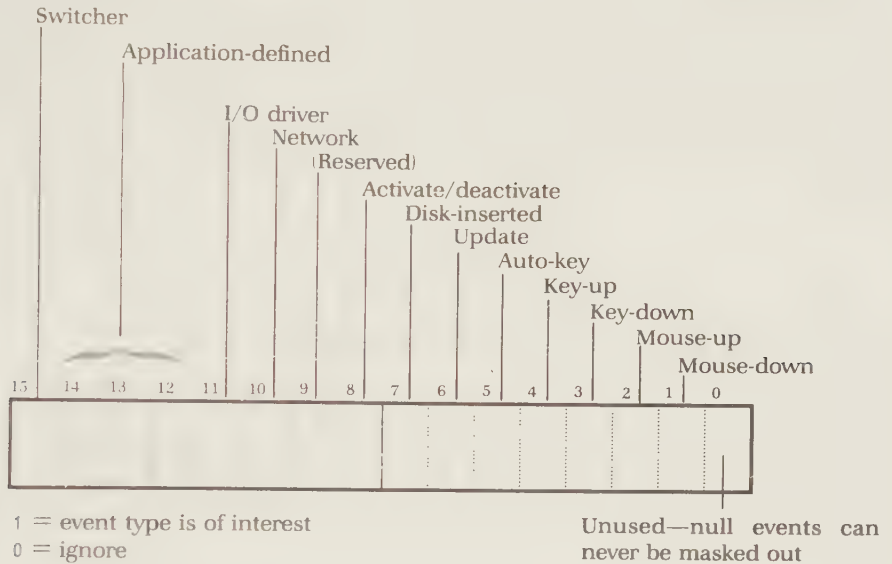 Switcher
Application-defined
I/O driver
Network
(Reserved)
Activate/deactivate
Disk-inserted
Update
Auto-key
Key-up
Key-down
Mouse-up
Mouse-down
15 14 13 12 11 10 9 8 7 6 5 4 3 2 1 0
1 = event type is of interest
0 = ignore
Unused—null events can
never be masked out